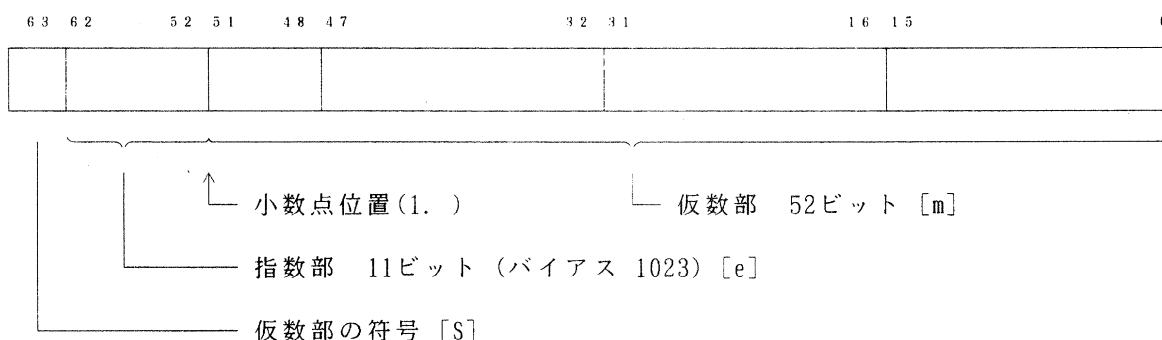 63 62 52 51 48 47 32 31 16 15
小数点位置(1. )
仮数部 52ビット [m]
指数部 11ビット (バイアス 1023) [e]
仮数部の符号 [S]